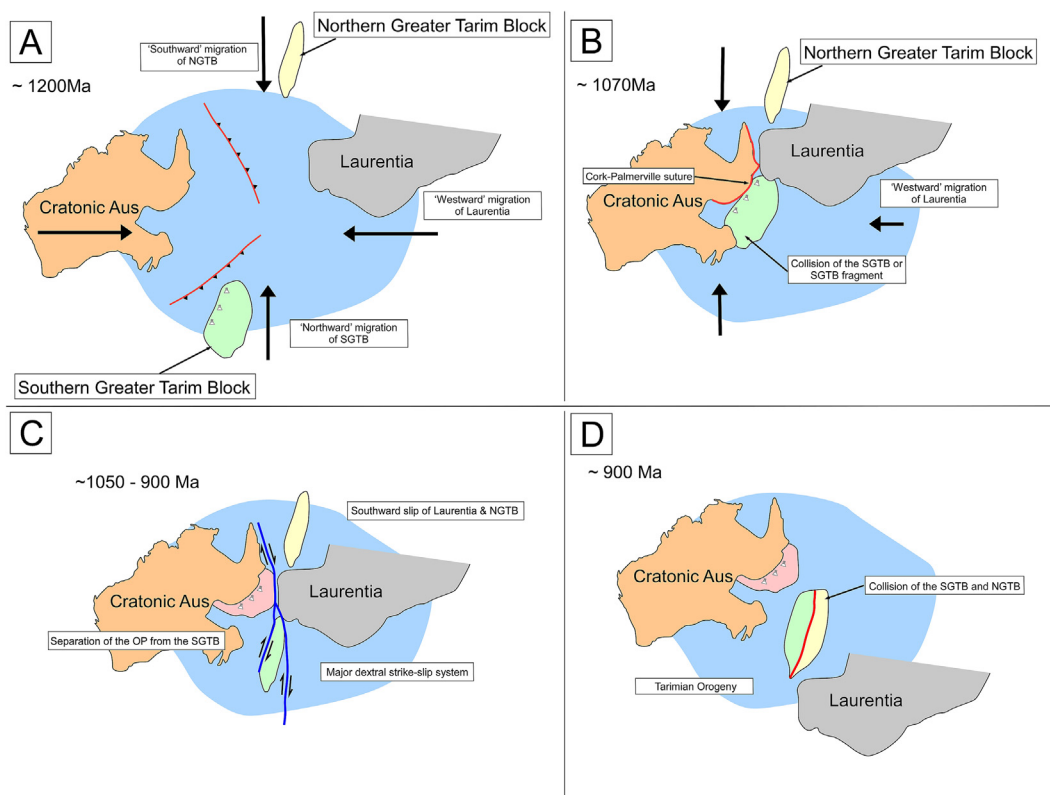 A
~ 1200Ma
Northern Greater Tarim Block
'Southward' migration
of NGTB
Laurentia
Cratonic Aus
'Westward' migration
of Laurentia
'Northward' migration
of SGTB
Southern Greater Tarim Block
B
~ 1070Ma
Northern Greater Tarim Block
Laurentia
Cork-Palmerville suture
Cratonic Aus
'Westward' migration
of Laurentia
Collision of the SGTB or
SGTB fragment
C
~1050 - 900 Ma
Southward slip of Laurentia & NGTB
Cratonic Aus
Laurentia
Separation of the OP from the SGTB
Major dextral strike-slip system
D
~ 900 Ma
Cratonic Aus
Collision of the SGTB and NGTB
Tarimian Orogeny
Laurentia